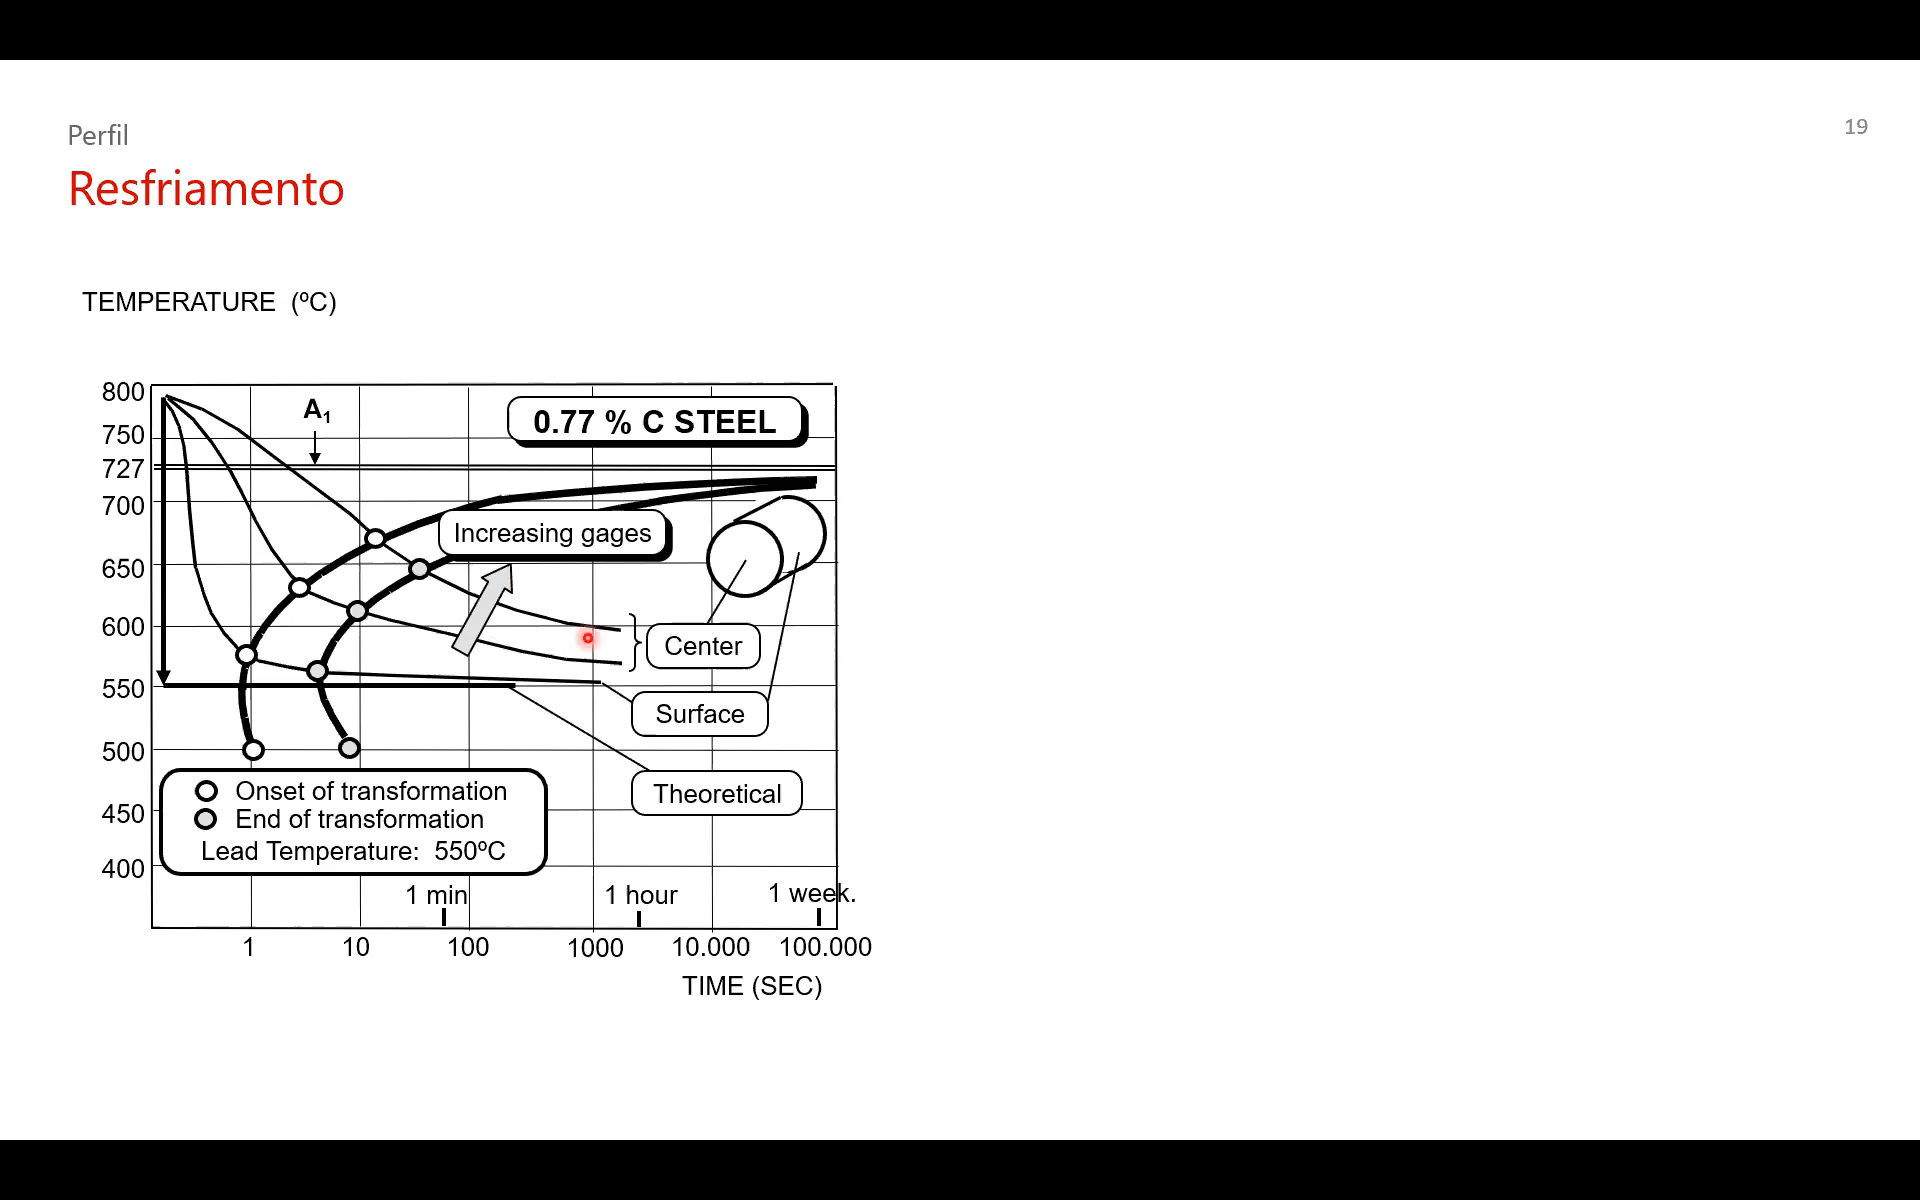 Perfil
19
Resfriamento
TEMPERATURE (ºC)
800
750
727
700
650
600
550
500
450
400
A1
0.77 % C STEEL
Increasing gages
Center
Surface
Theoretical
Onset of transformation
End of transformation
Lead Temperature: 550ºC
1 min
1 hour
1 week.
1
10
100
1000
10.000
100.000
TIME (SEC)